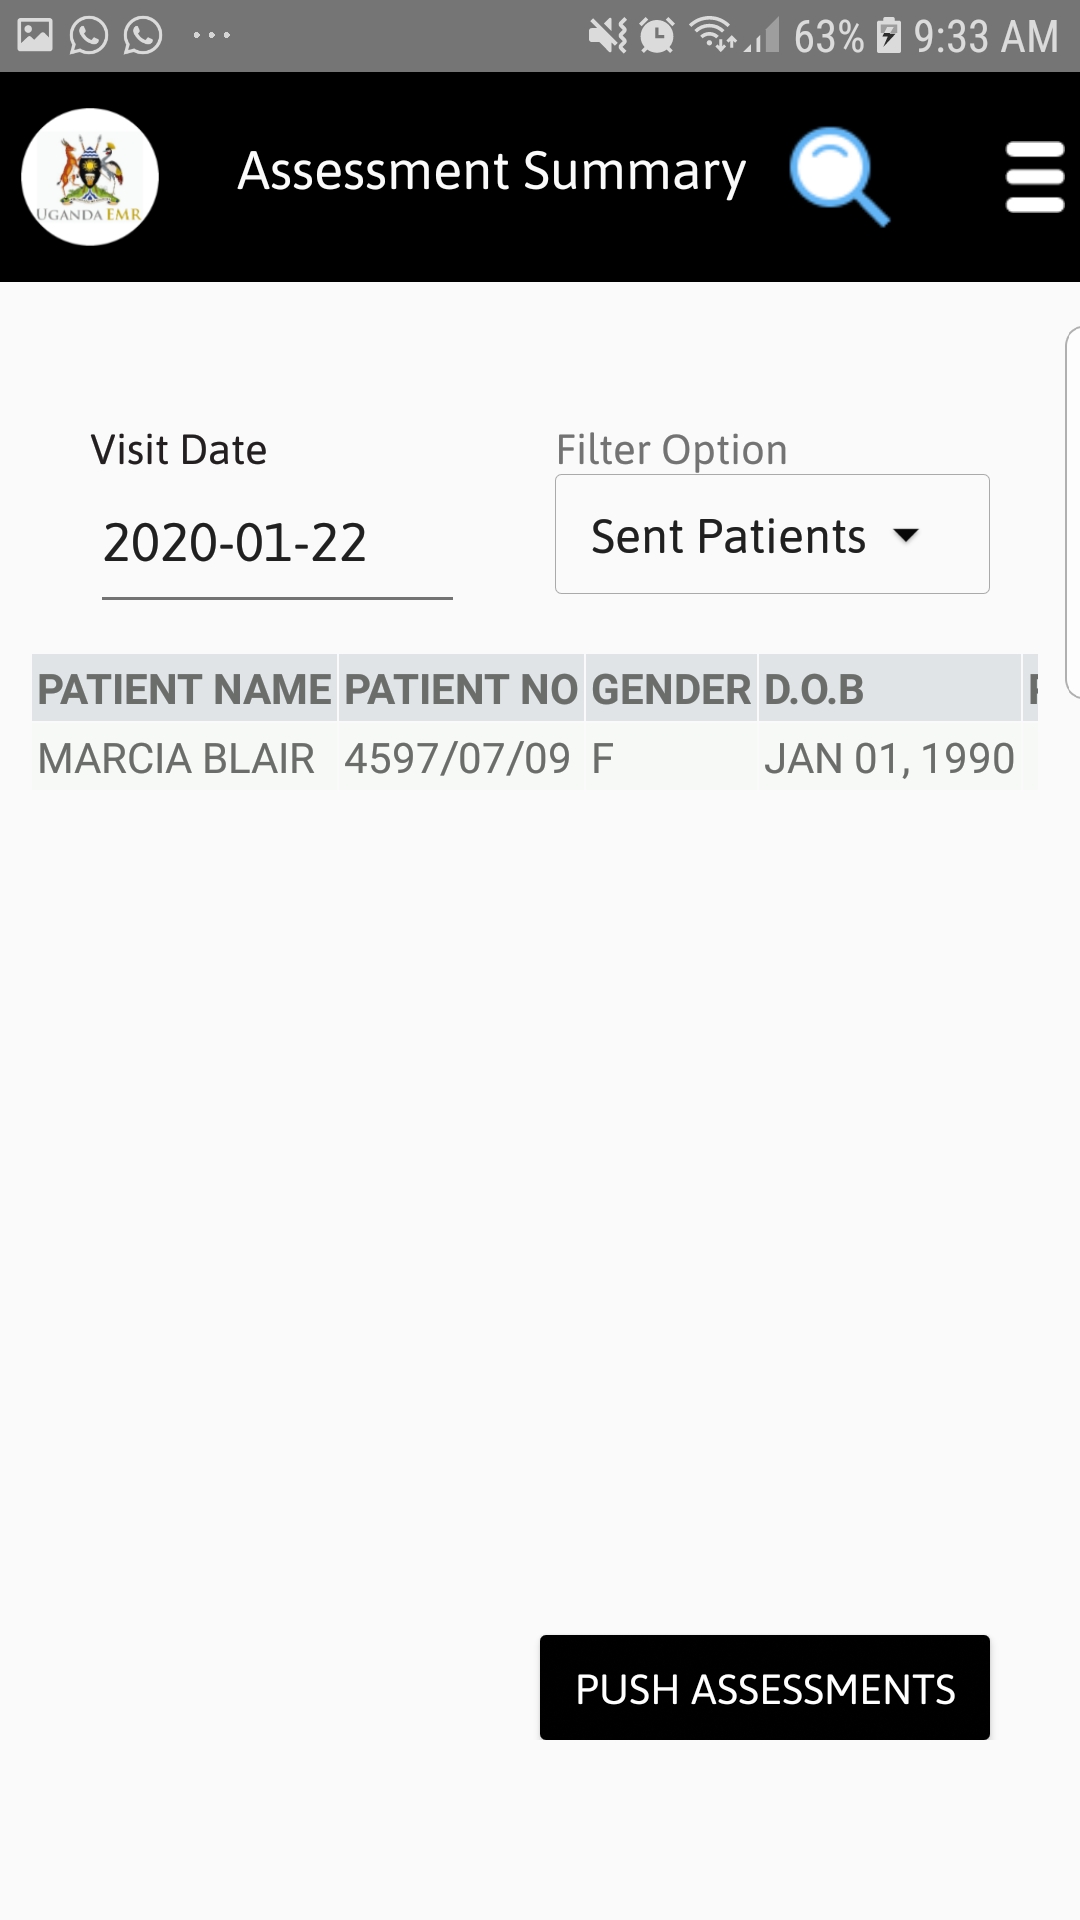 63% 9:33 AM
UGANDA EMR
Assessment Summary
Visit Date
Filter Option
2020-01-22
Sent Patients
PATIENT NAME PATIENT NO GENDER D.O.B
MARCIA BLAIR 4597/07/09 F JAN 01, 1990
PUSH ASSESSMENTS